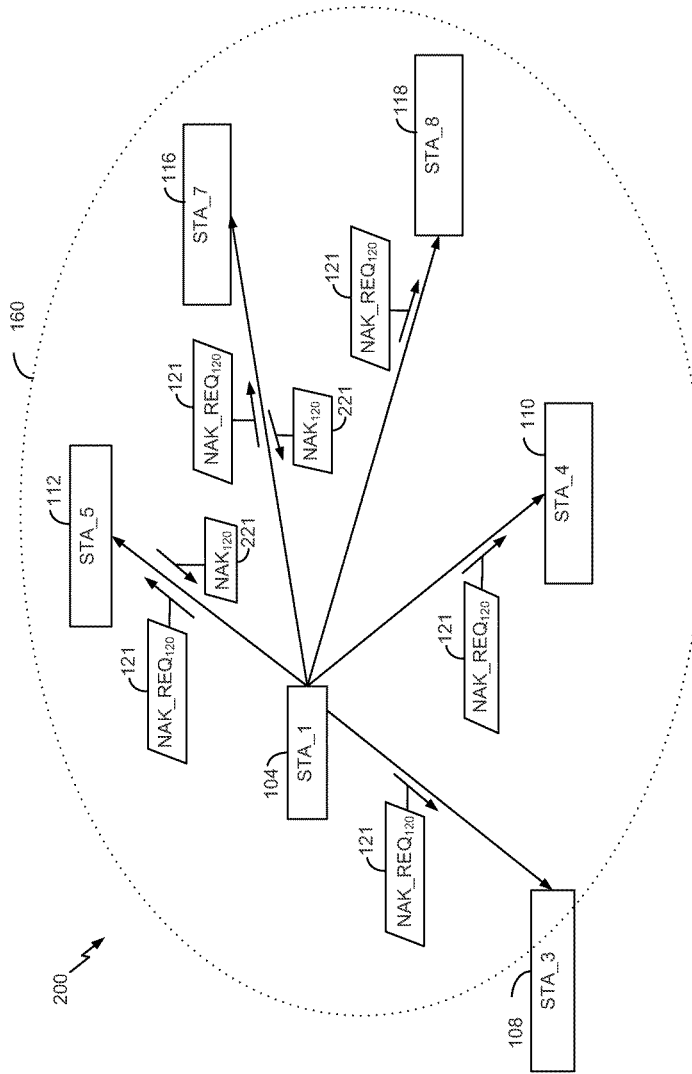 200
160
112
STA_5
116
STA_7
121
NAK_REQ120
NAK120
221
121
NAK_REQ120
NAK120
221
104
STA_1
121
NAK_REQ120
118
STA_8
121
NAK_REQ120
108
STA_3
121
NAK_REQ120
110
STA_4